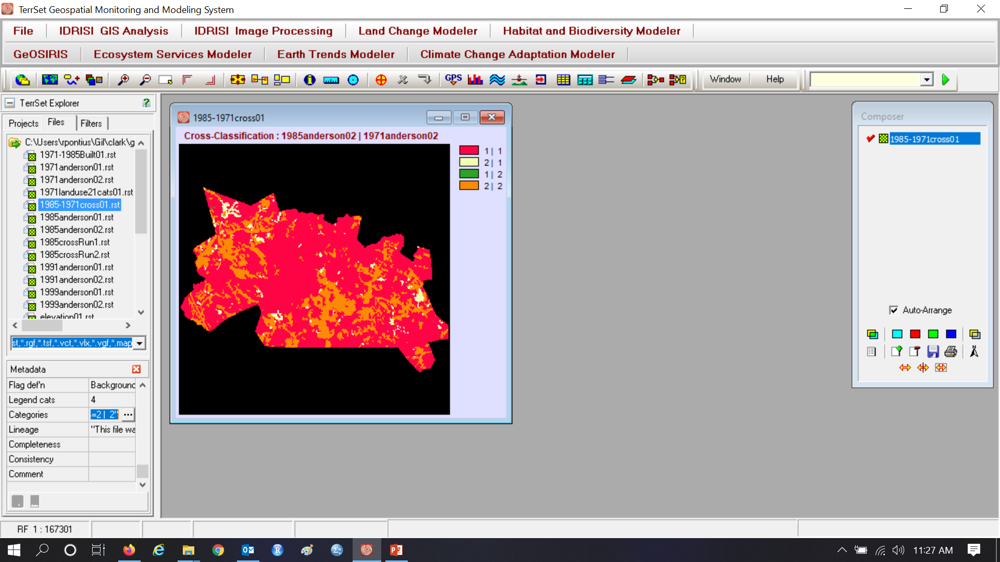 TerrSet Geospatial Monitoring and Modeling System
File IDRISI GIS Analysis IDRISI Image Processing Land Change Modeler Habitat and Biodiversity Modeler
GeOSIRIS Ecosystem Services Modeler Earth Trends Modeler Climate Change Adaptation Modeler
GPS Window Help
TerrSet Explorer ?
Projects Files Filters
C:\Users\rpontius\Gil\clark\g
1971-1985Built01.rst
1971anderson01.rst
1971anderson02.rst
1971landuse21cats01.rst
1985-1971cross01.rst
1985anderson01.rst
1985anderson02.rst
1985crossRun1.rst
1985crossRun2.rst
1991anderson01.rst
1991anderson02.rst
1999anderson01.rst
1999anderson02.rst
elevation01.rst
st,*.rgf,*.tsf,*.vct,*.vlx,*.vgf,*.map
Metadata
Flag def'n Background
Legend cats 4
Categories =2 | 2" ...
Lineage "This file wa
Completeness
Consistency
Comment
1985-1971cross01
Cross-Classification : 1985anderson02 | 1971anderson02
1 | 1
2 | 1
1 | 2
2 | 2
Composer
1985-1971cross01
Auto-Arrange
RF 1 : 167301
11:27 AM